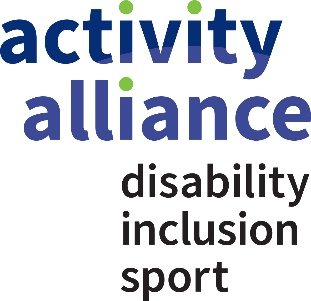 activity
alliance
disability
inclusion
sport